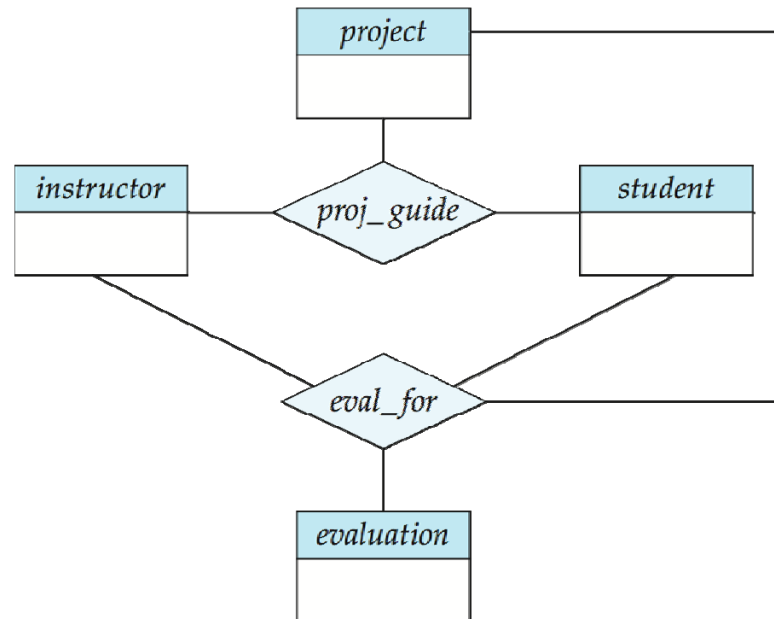 project
instructor
proj_guide
student
eval_for
evaluation